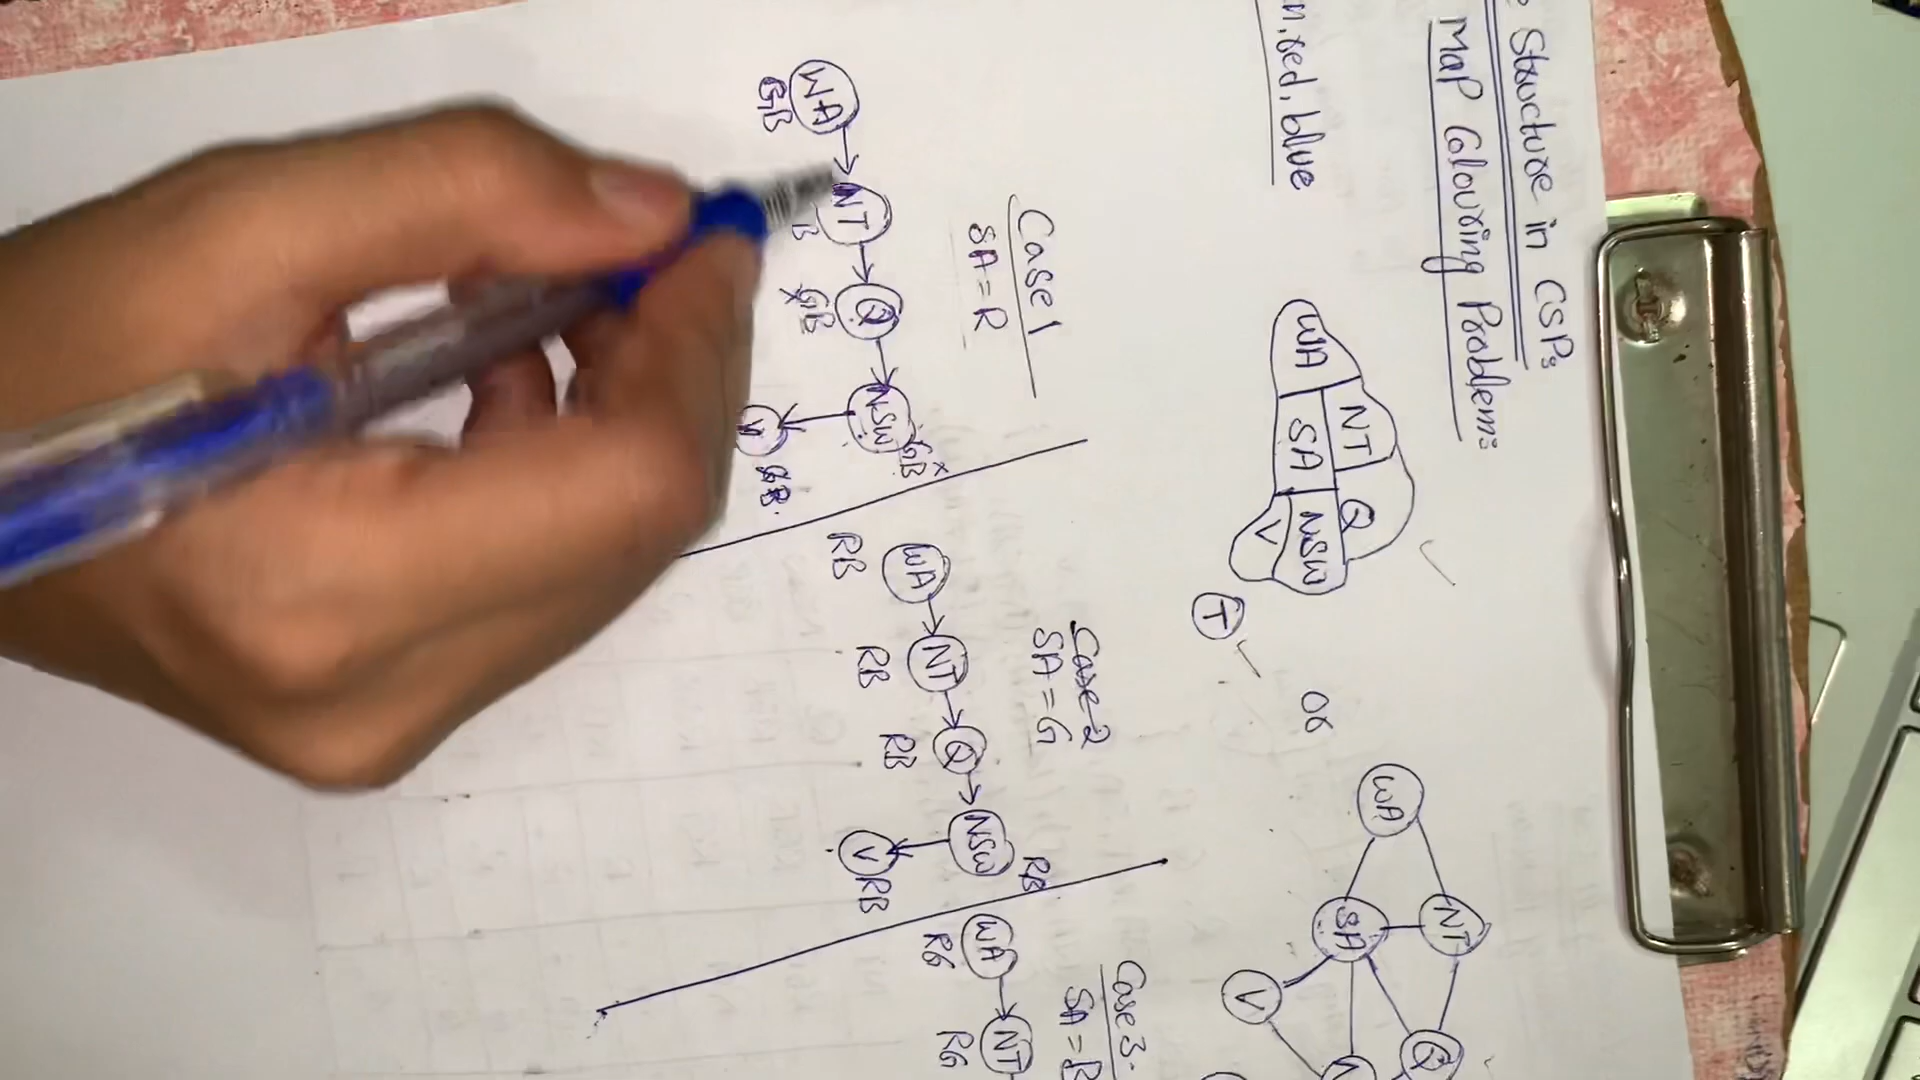 Structure in CSP:
Map Colouring Problem:
red, blue
WA
NT
SA
Q
NSW
V
T
or
WA
SA
NT
V
Q
Case 1
SA = R
WA
GB
NT
B
Q
GB
NSW
GB
V
GB
Case 2
SA = G
WA
RB
NT
RB
Q
RB
NSW
RB
V
RB
Case 3:
SA = B
WA
RG
NT
RG